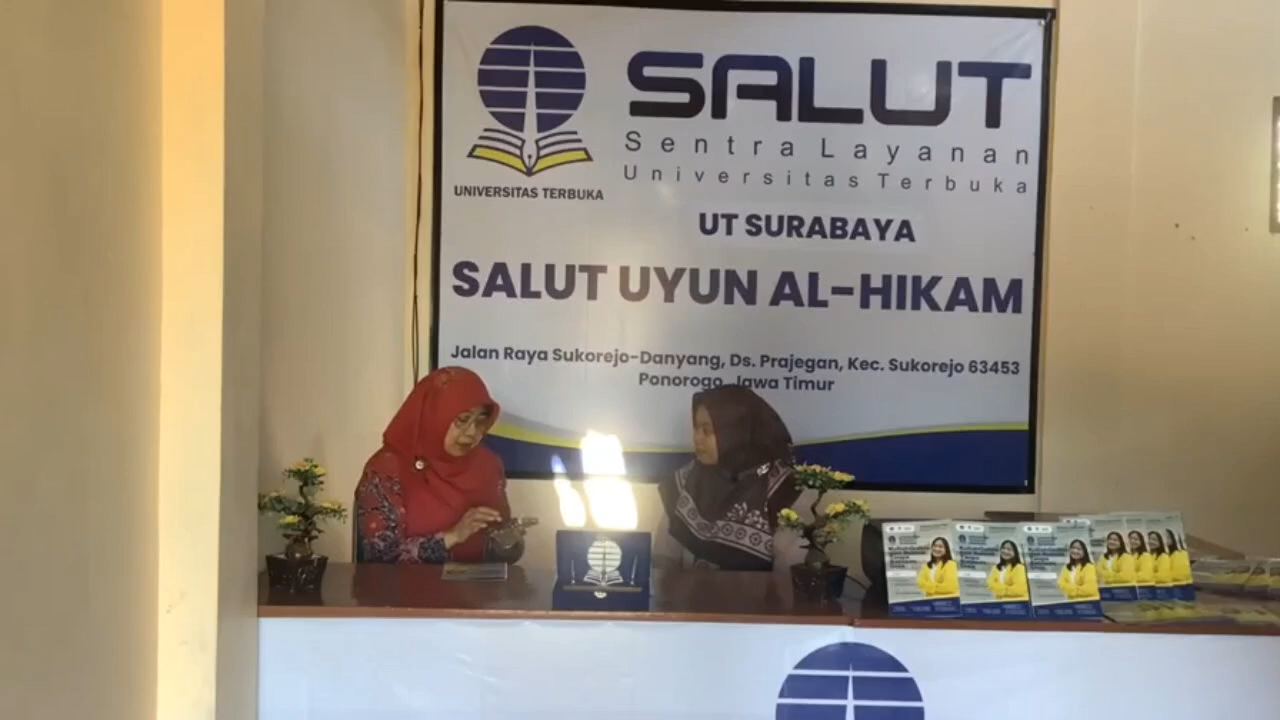 SALUT
Sentra Layanan
Universitas Terbuka
UNIVERSITAS TERBUKA
UT SURABAYA
SALUT UYUN AL-HIKAM
Jalan Raya Sukorejo-Danyang, Ds. Prajegan, Kec. Sukorejo 63453
Ponorogo, Jawa Timur